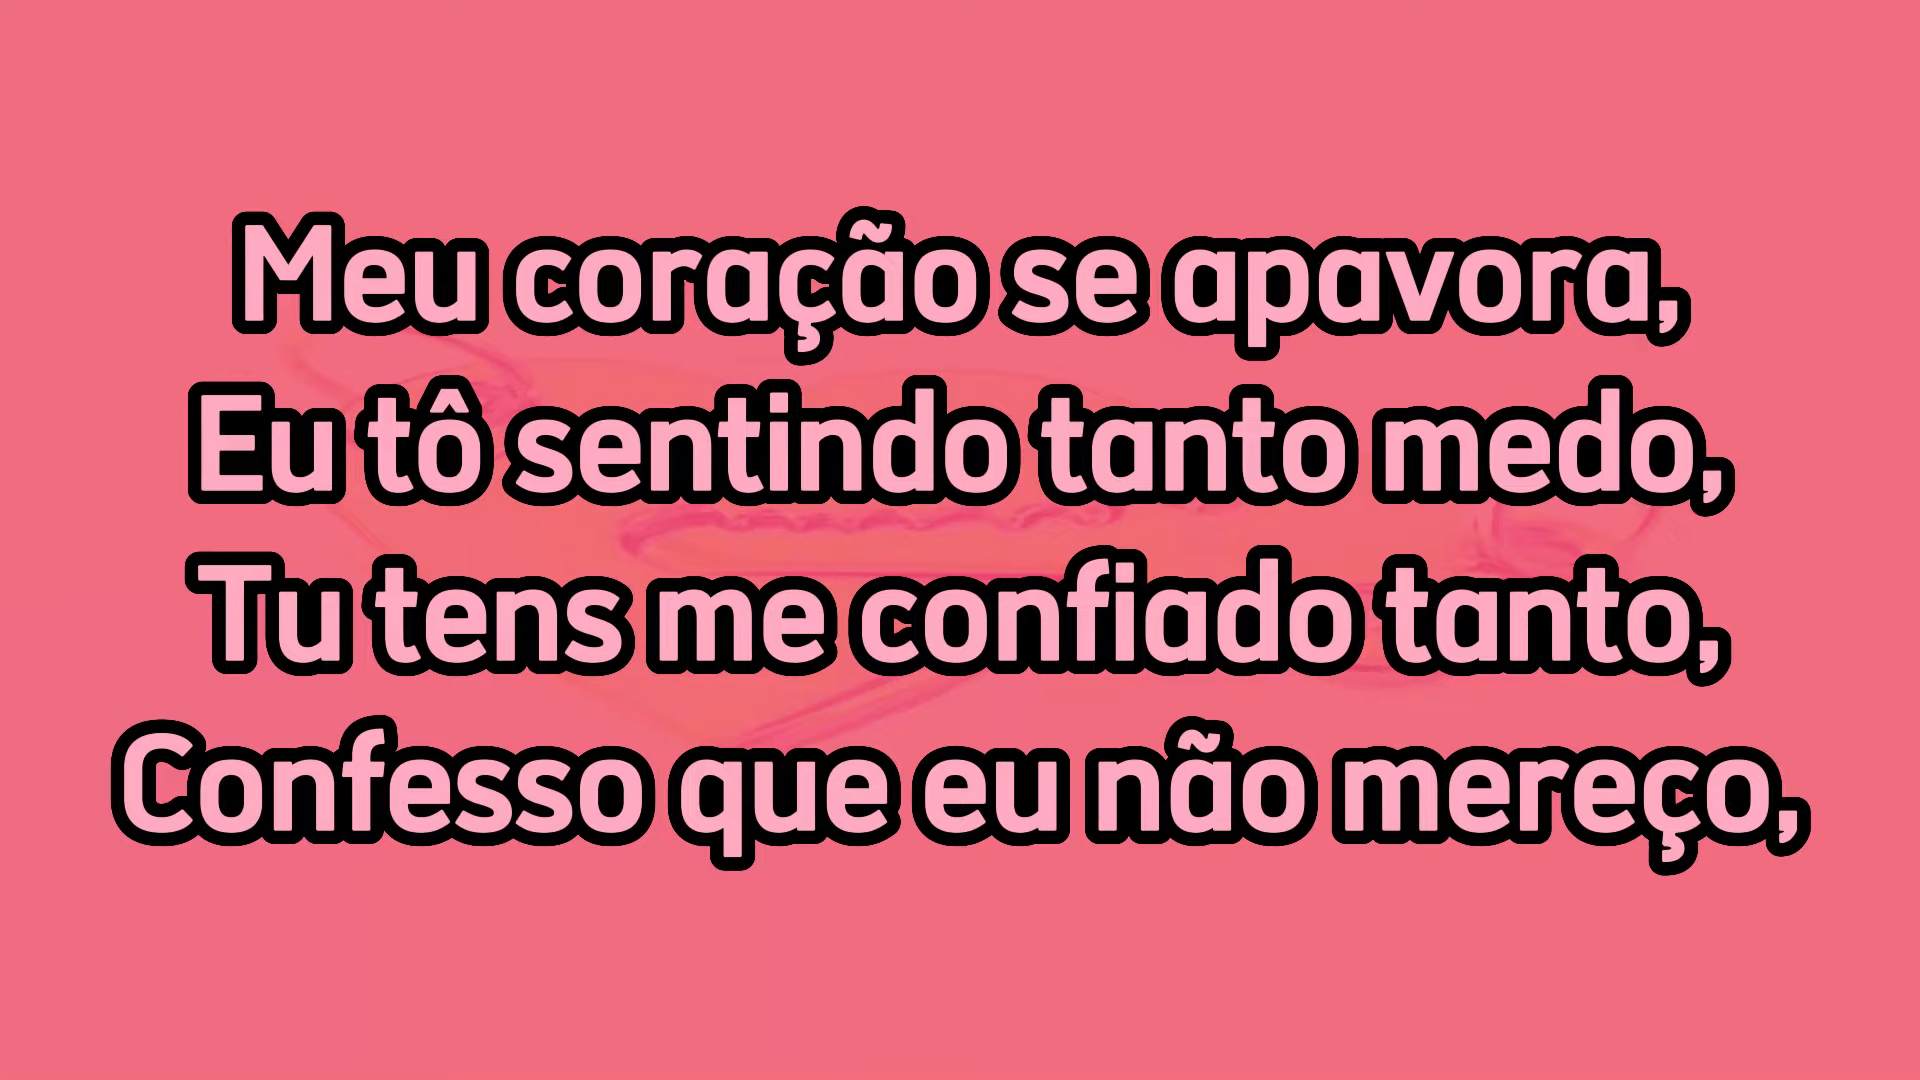 Meu coração se apavora,
Eu tô sentindo tanto medo,
Tu tens me confiado tanto,
Confesso que eu não mereço,